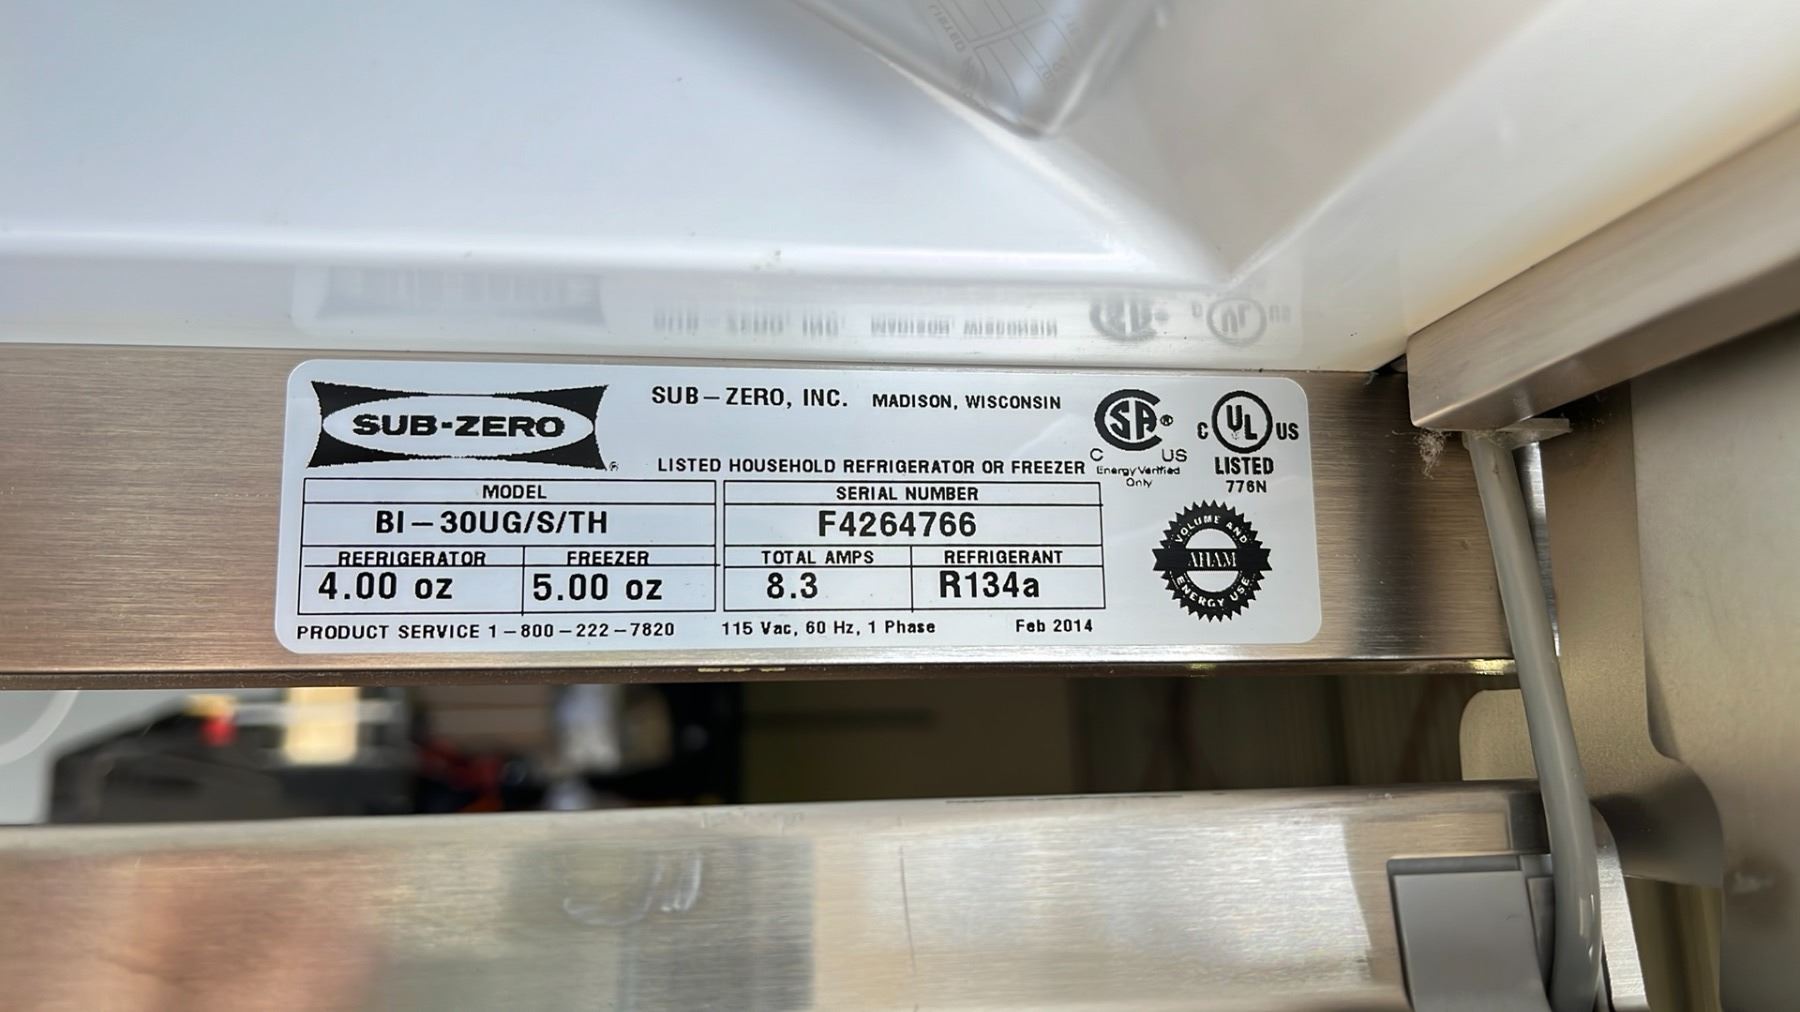 SUB-ZERO®
SUB-ZERO, INC. MADISON, WISCONSIN
LISTED HOUSEHOLD REFRIGERATOR OR FREEZER
SA®
C US
Energy Verified
Only
C UL US
LISTED
776N
MODEL
BI-30UG/S/TH
SERIAL NUMBER
F4264766
REFRIGERATOR FREEZER
4.00 oz 5.00 oz
TOTAL AMPS REFRIGERANT
8.3 R134a
VOLUME AND
AHAM
ENERGY USE
PRODUCT SERVICE 1-800-222-7820 115 Vac, 60 Hz, 1 Phase Feb 2014